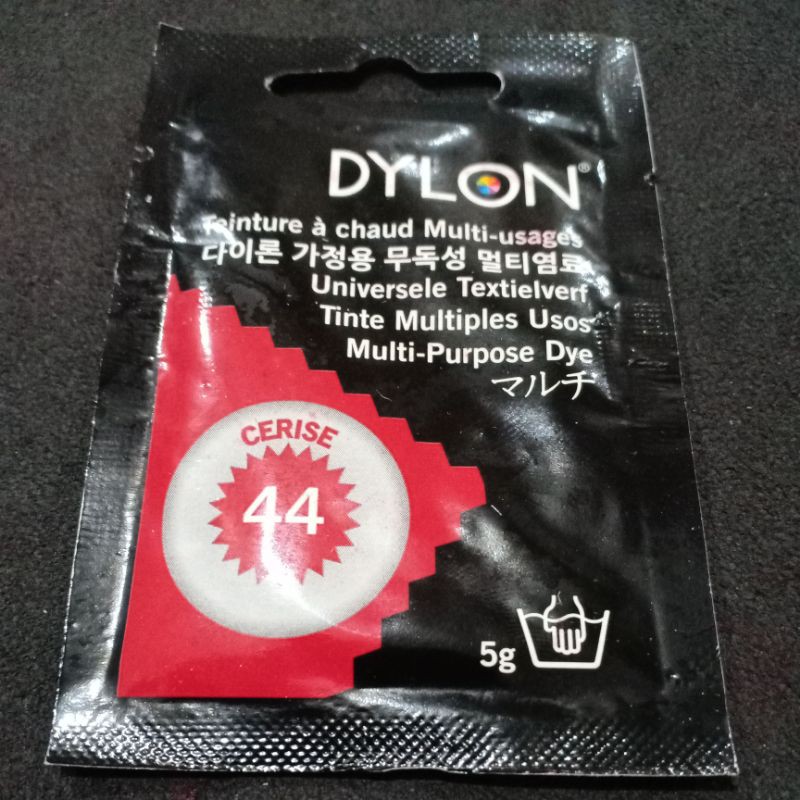 DYLON®
Teinture à chaud Multi-usages
다이론 가정용 무독성 멀티염료
Universele Textielverf
Tinte Multiples Usos
Multi-Purpose Dye
マルチ
CERISE
44
5g